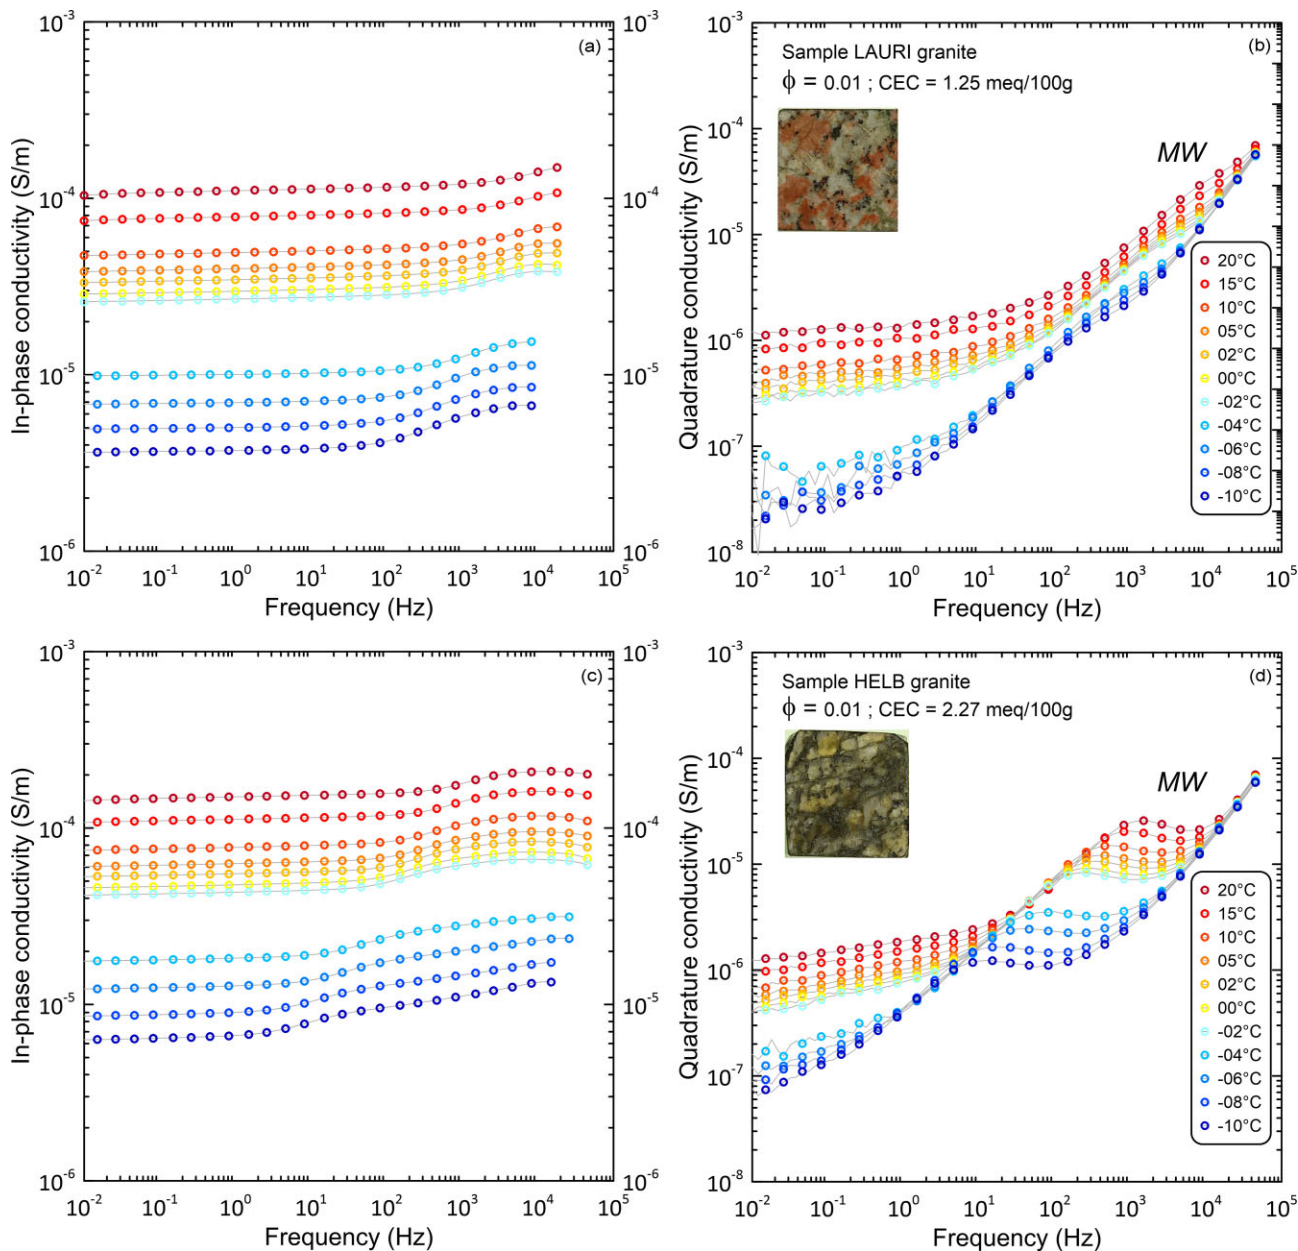 (a)
In-phase conductivity (S/m)
10^-3
10^-4
10^-5
10^-6
10^-3
10^-4
10^-5
10^-6
10^-2 10^-1 10^0 10^1 10^2 10^3 10^4 10^5
Frequency (Hz)
(b)
Sample LAURI granite
ϕ = 0.01 ; CEC = 1.25 meq/100g
MW
Quadrature conductivity (S/m)
10^-3
10^-4
10^-5
10^-6
10^-7
10^-8
20°C
15°C
10°C
05°C
02°C
00°C
-02°C
-04°C
-06°C
-08°C
-10°C
10^-2 10^-1 10^0 10^1 10^2 10^3 10^4 10^5
Frequency (Hz)
(c)
In-phase conductivity (S/m)
10^-3
10^-4
10^-5
10^-6
10^-3
10^-4
10^-5
10^-6
10^-2 10^-1 10^0 10^1 10^2 10^3 10^4 10^5
Frequency (Hz)
(d)
Sample HELB granite
ϕ = 0.01 ; CEC = 2.27 meq/100g
MW
Quadrature conductivity (S/m)
10^-3
10^-4
10^-5
10^-6
10^-7
10^-8
20°C
15°C
10°C
05°C
02°C
00°C
-02°C
-04°C
-06°C
-08°C
-10°C
10^-2 10^-1 10^0 10^1 10^2 10^3 10^4 10^5
Frequency (Hz)